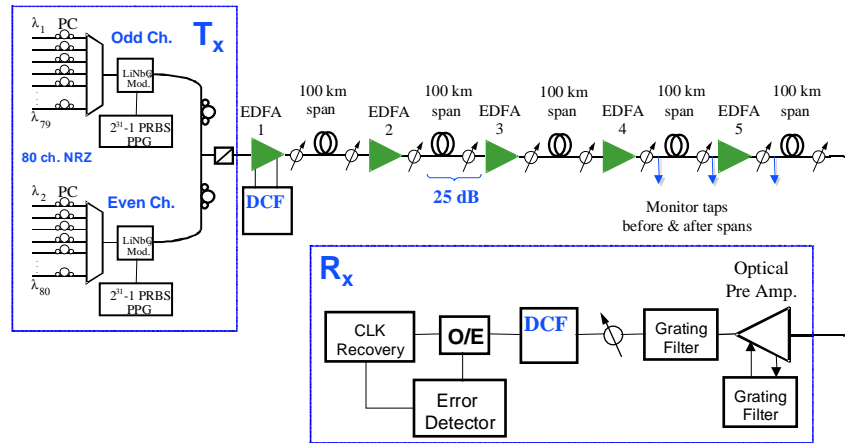 λ1
PC
Odd Ch.
Tx
LiNbO
Mod.
λ79
2^31-1 PRBS
PPG
80 ch. NRZ
λ2
PC
Even Ch.
LiNbO
Mod.
λ80
2^31-1 PRBS
PPG
EDFA
1
DCF
100 km
span
EDFA
2
100 km
span
25 dB
EDFA
3
100 km
span
EDFA
4
100 km
span
EDFA
5
100 km
span
Monitor taps
before & after spans
Rx
Optical
Pre Amp.
CLK
Recovery
O/E
DCF
Grating
Filter
Error
Detector
Grating
Filter